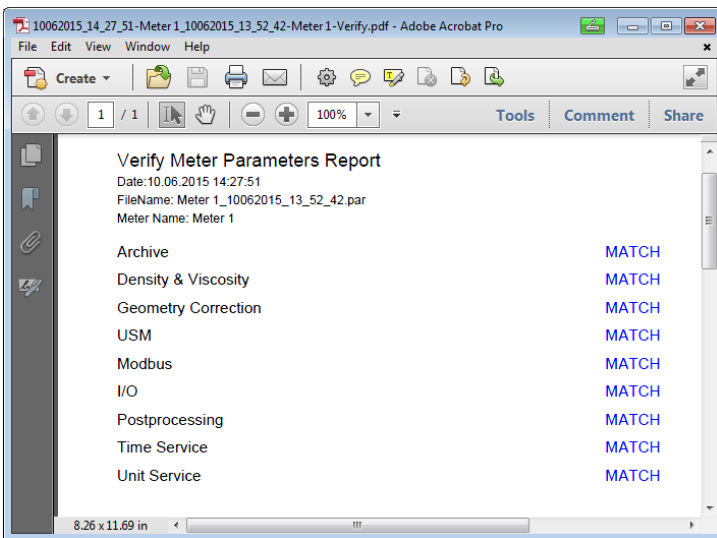 10062015_14_27_51-Meter 1_10062015_13_52_42-Meter 1-Verify.pdf - Adobe Acrobat Pro
File Edit View Window Help
Create
1 / 1 100% Tools Comment Share
Verify Meter Parameters Report
Date:10.06.2015 14:27:51
FileName: Meter 1_10062015_13_52_42.par
Meter Name: Meter 1
Archive MATCH
Density & Viscosity MATCH
Geometry Correction MATCH
USM MATCH
Modbus MATCH
I/O MATCH
Postprocessing MATCH
Time Service MATCH
Unit Service MATCH
8.26 x 11.69 in